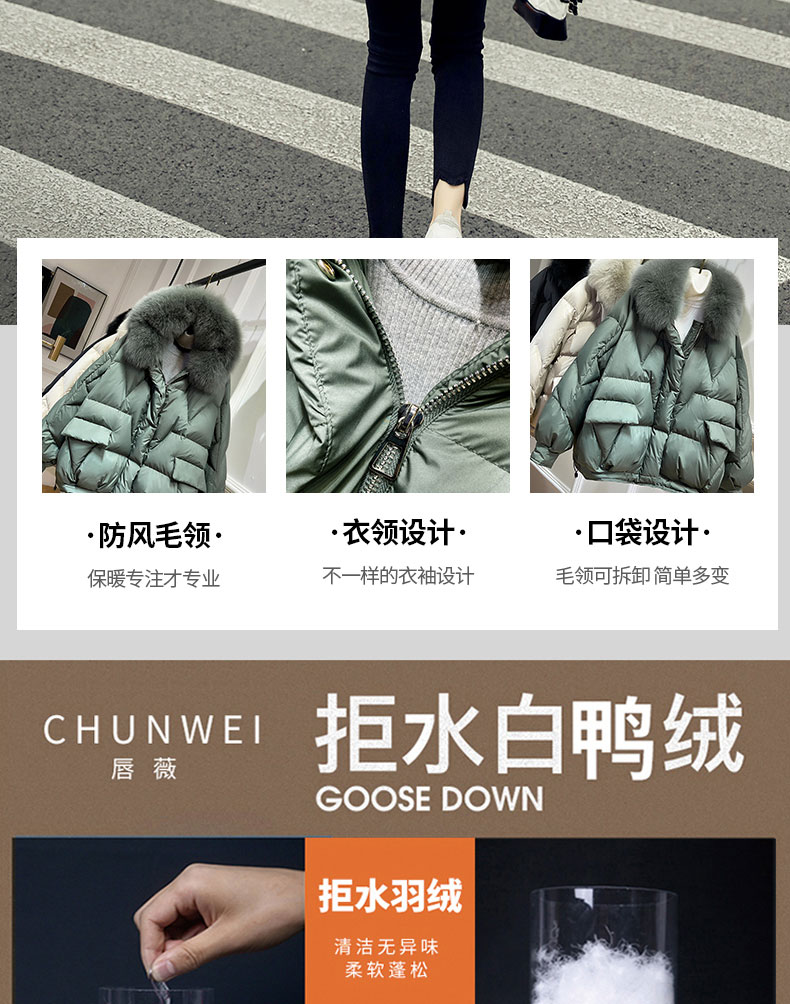 ·防风毛领·
保暖专注才专业
·衣领设计·
不一样的衣袖设计
·口袋设计·
毛领可拆卸 简单多变
CHUNWEI
唇薇
拒水白鸭绒
GOOSE DOWN
拒水羽绒
清洁无异味
柔软蓬松